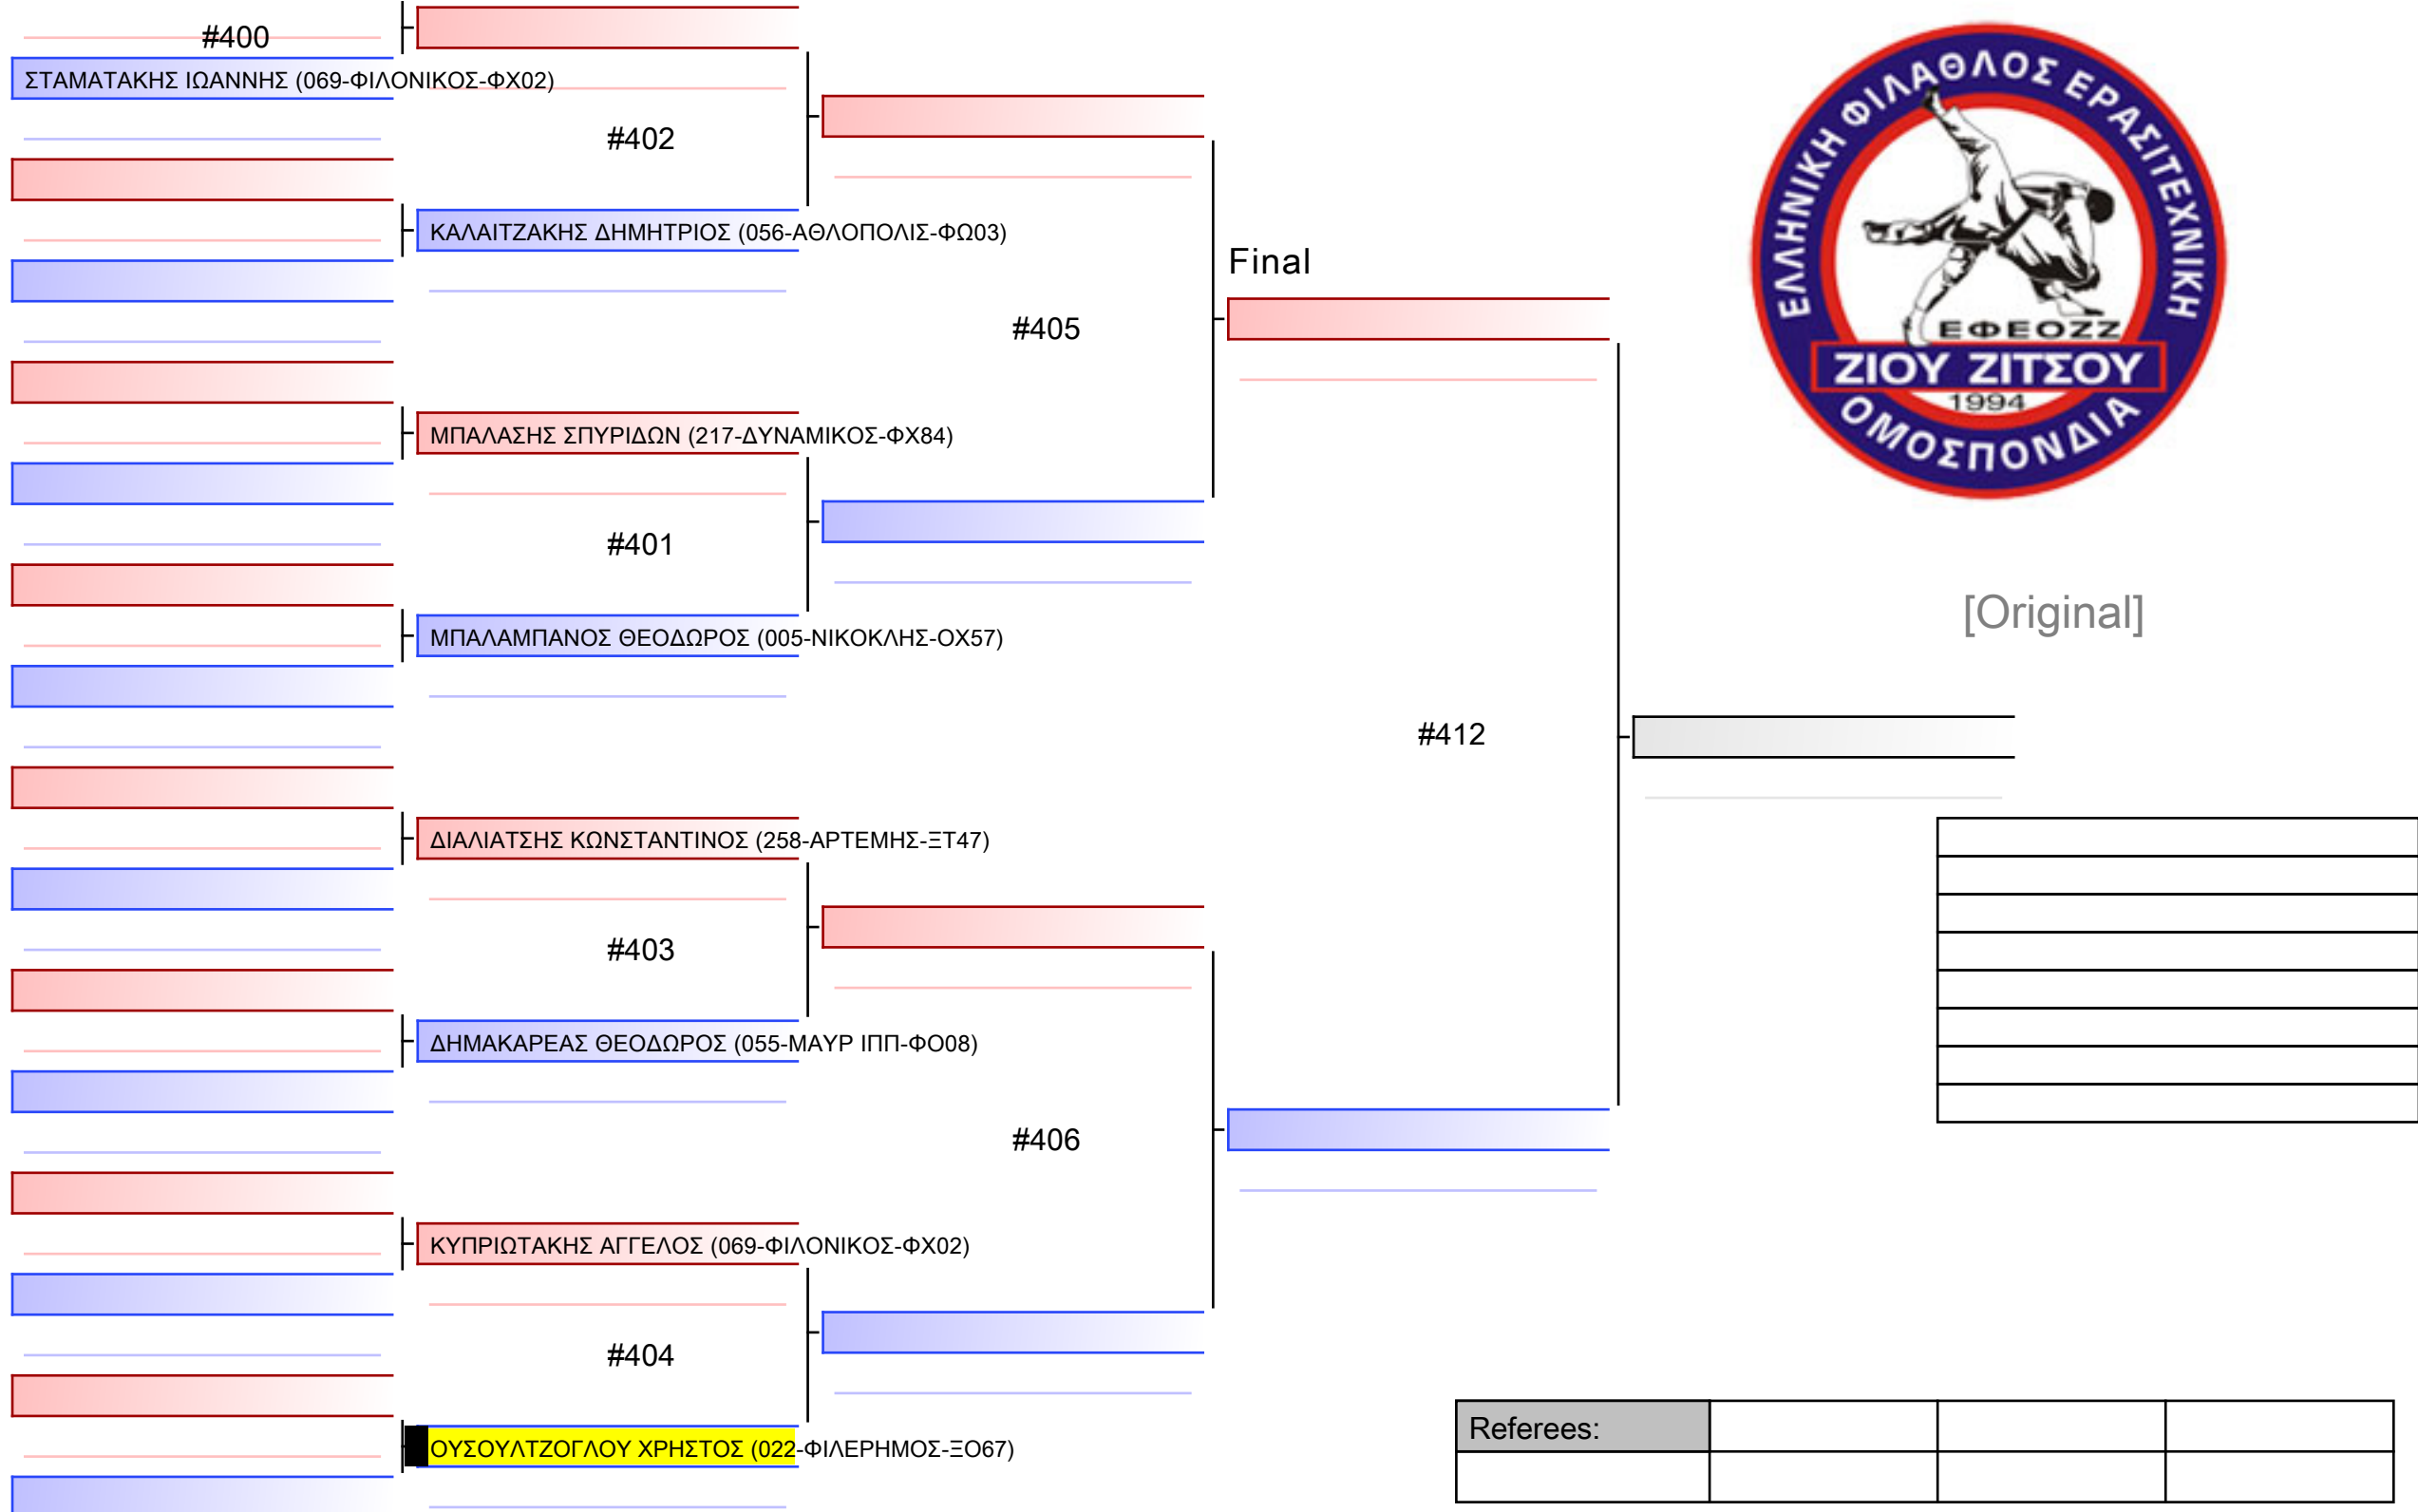 #400
ΣΤΑΜΑΤΑΚΗΣ ΙΩΑΝΝΗΣ (069-ΦΙΛΟΝΙΚΟΣ-ΦΧ02)
#402
ΚΑΛΑΙΤΖΑΚΗΣ ΔΗΜΗΤΡΙΟΣ (056-ΑΘΛΟΠΟΛΙΣ-ΦΩ03)
#405
ΜΠΑΛΑΣΗΣ ΣΠΥΡΙΔΩΝ (217-ΔΥΝΑΜΙΚΟΣ-ΦΧ84)
#401
ΜΠΑΛΑΜΠΑΝΟΣ ΘΕΟΔΩΡΟΣ (005-ΝΙΚΟΚΛΗΣ-ΟΧ57)
Final
#412
ΔΙΑΛΙΑΤΣΗΣ ΚΩΝΣΤΑΝΤΙΝΟΣ (258-ΑΡΤΕΜΗΣ-ΞΤ47)
#403
ΔΗΜΑΚΑΡΕΑΣ ΘΕΟΔΩΡΟΣ (055-ΜΑΥΡ ΙΠΠ-ΦΟ08)
#406
ΚΥΠΡΙΩΤΑΚΗΣ ΑΓΓΕΛΟΣ (069-ΦΙΛΟΝΙΚΟΣ-ΦΧ02)
#404
ΟΥΣΟΥΛΤΖΟΓΛΟΥ ΧΡΗΣΤΟΣ (022-ΦΙΛΕΡΗΜΟΣ-ΞΟ67)
ΕΛΛΗΝΙΚΗ ΦΙΛΑΘΛΟΣ ΕΡΑΣΙΤΕΧΝΙΚΗ
ΕΦΕΟΖΖ
ΖΙΟΥ ΖΙΤΣΟΥ
1994
ΟΜΟΣΠΟΝΔΙΑ
[Original]
Referees: